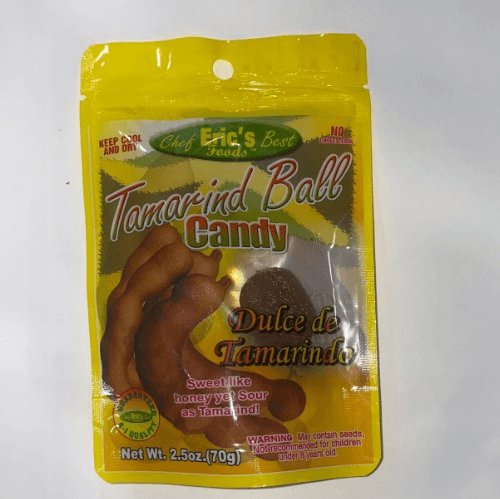 KEEP COOL
AND DRY
Chef Eric's Best
Foods
NO
Tamarind Ball
Candy
Dulce de
Tamarindo
Sweet like
honey yet Sour
as Tamarind!
Net Wt. 2.5oz.(70g)
WARNING May contain seeds.
Not recommended for children
under 5 years old.